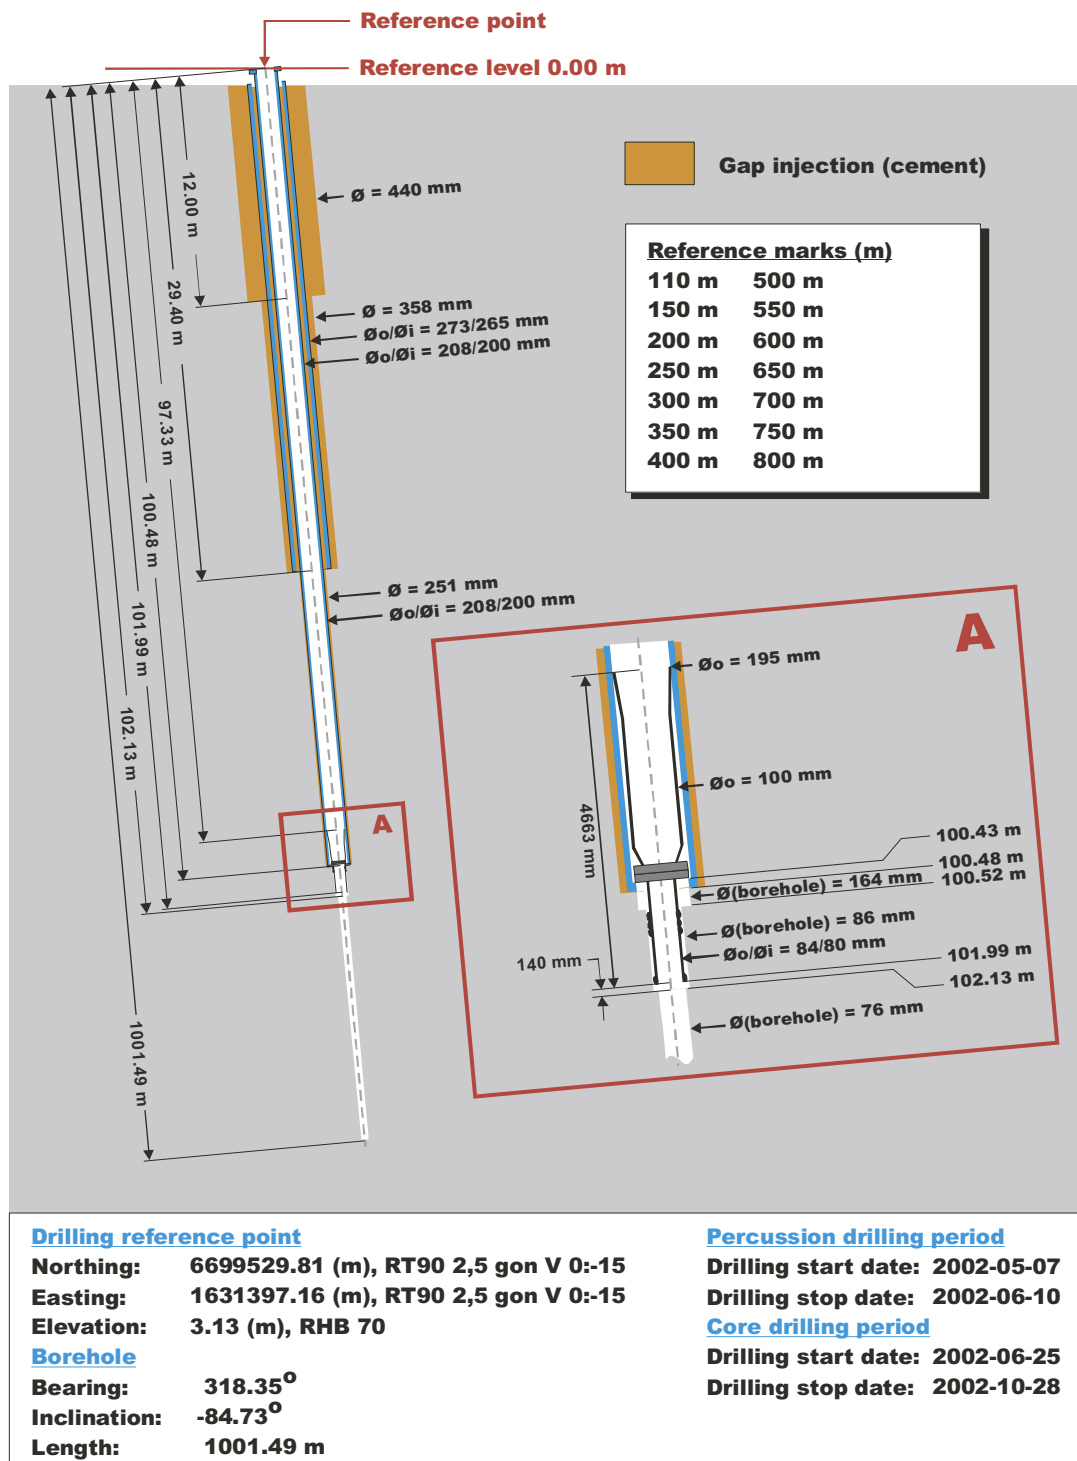 Reference point
Reference level 0.00 m
Gap injection (cement)
12.00 m
Ø = 440 mm
Reference marks (m)
110 m 500 m
150 m 550 m
200 m 600 m
250 m 650 m
300 m 700 m
350 m 750 m
400 m 800 m
29.40 m
Ø = 358 mm
Øo/Øi = 273/265 mm
Øo/Øi = 208/200 mm
97.33 m
100.48 m
101.99 m
102.13 m
1001.49 m
Ø = 251 mm
Øo/Øi = 208/200 mm
A
A
Øo = 195 mm
Øo = 100 mm
4663 mm
100.43 m
100.48 m
Ø(borehole) = 164 mm
100.52 m
Ø(borehole) = 86 mm
Øo/Øi = 84/80 mm
140 mm
101.99 m
102.13 m
Ø(borehole) = 76 mm
Drilling reference point
Northing: 6699529.81 (m), RT90 2,5 gon V 0:-15
Easting: 1631397.16 (m), RT90 2,5 gon V 0:-15
Elevation: 3.13 (m), RHB 70
Borehole
Bearing: 318.35°
Inclination: -84.73°
Length: 1001.49 m
Percussion drilling period
Drilling start date: 2002-05-07
Drilling stop date: 2002-06-10
Core drilling period
Drilling start date: 2002-06-25
Drilling stop date: 2002-10-28